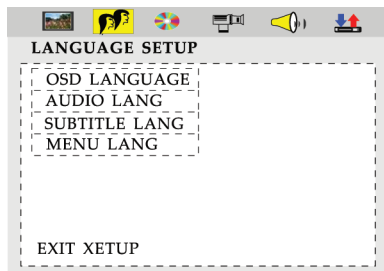 LANGUAGE SETUP
OSD LANGUAGE
AUDIO LANG
SUBTITLE LANG
MENU LANG
EXIT XETUP